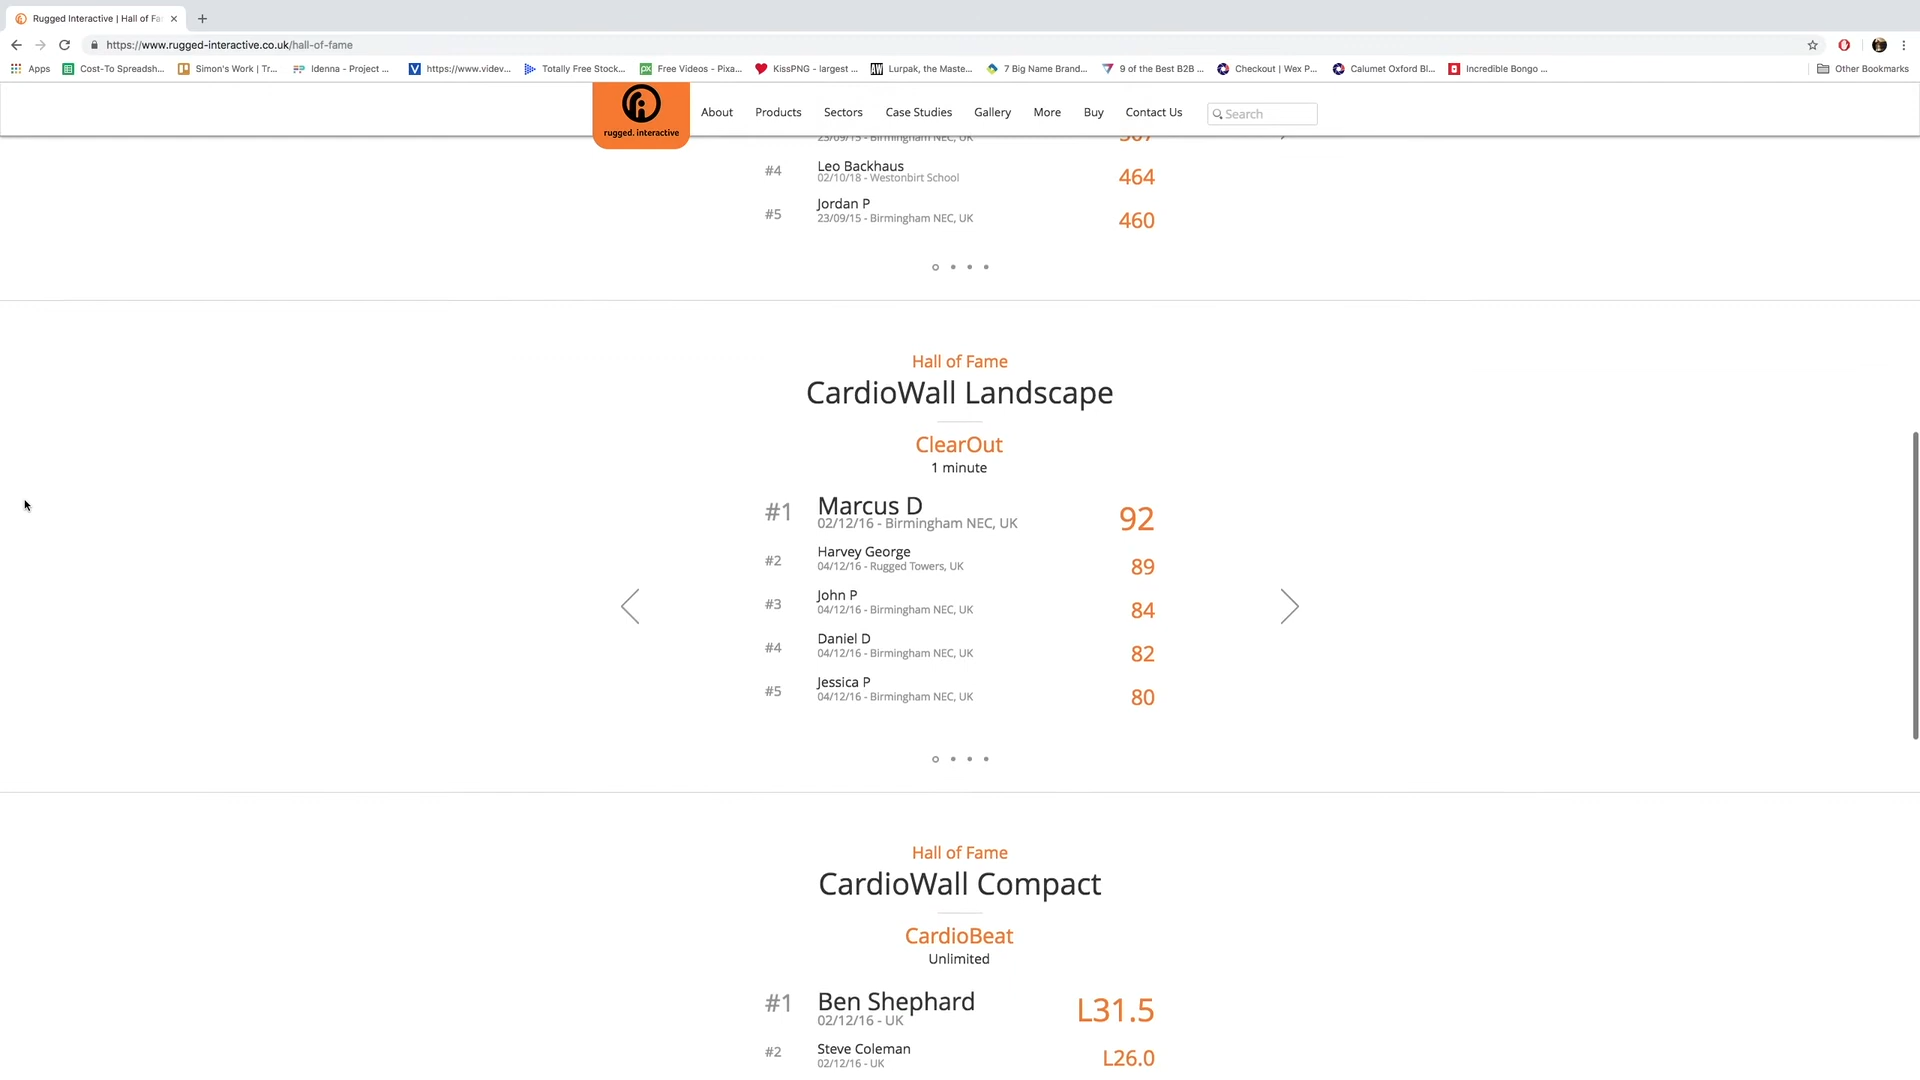 Rugged Interactive | Hall of Fa
https://www.rugged-interactive.co.uk/hall-of-fame
Apps Cost-To Spreadsh... Simon's Work | Tr... Idenna - Project ... https://www.videv... Totally Free Stock... Free Videos - Pixa... KissPNG - largest ... Lurpak, the Maste... 7 Big Name Brand... 9 of the Best B2B ... Checkout | Wex P... Calumet Oxford Bl... Incredible Bongo ... Other Bookmarks
rugged. interactive
About Products Sectors Case Studies Gallery More Buy Contact Us Search
23/09/15 - Birmingham NEC, UK
#4 Leo Backhaus 464
02/10/18 - Westonbirt School
#5 Jordan P 460
23/09/15 - Birmingham NEC, UK
Hall of Fame
CardioWall Landscape
ClearOut
1 minute
#1 Marcus D 92
02/12/16 - Birmingham NEC, UK
#2 Harvey George 89
04/12/16 - Rugged Towers, UK
#3 John P 84
04/12/16 - Birmingham NEC, UK
#4 Daniel D 82
04/12/16 - Birmingham NEC, UK
#5 Jessica P 80
04/12/16 - Birmingham NEC, UK
Hall of Fame
CardioWall Compact
CardioBeat
Unlimited
#1 Ben Shephard L31.5
02/12/16 - UK
#2 Steve Coleman L26.0
02/12/16 - UK